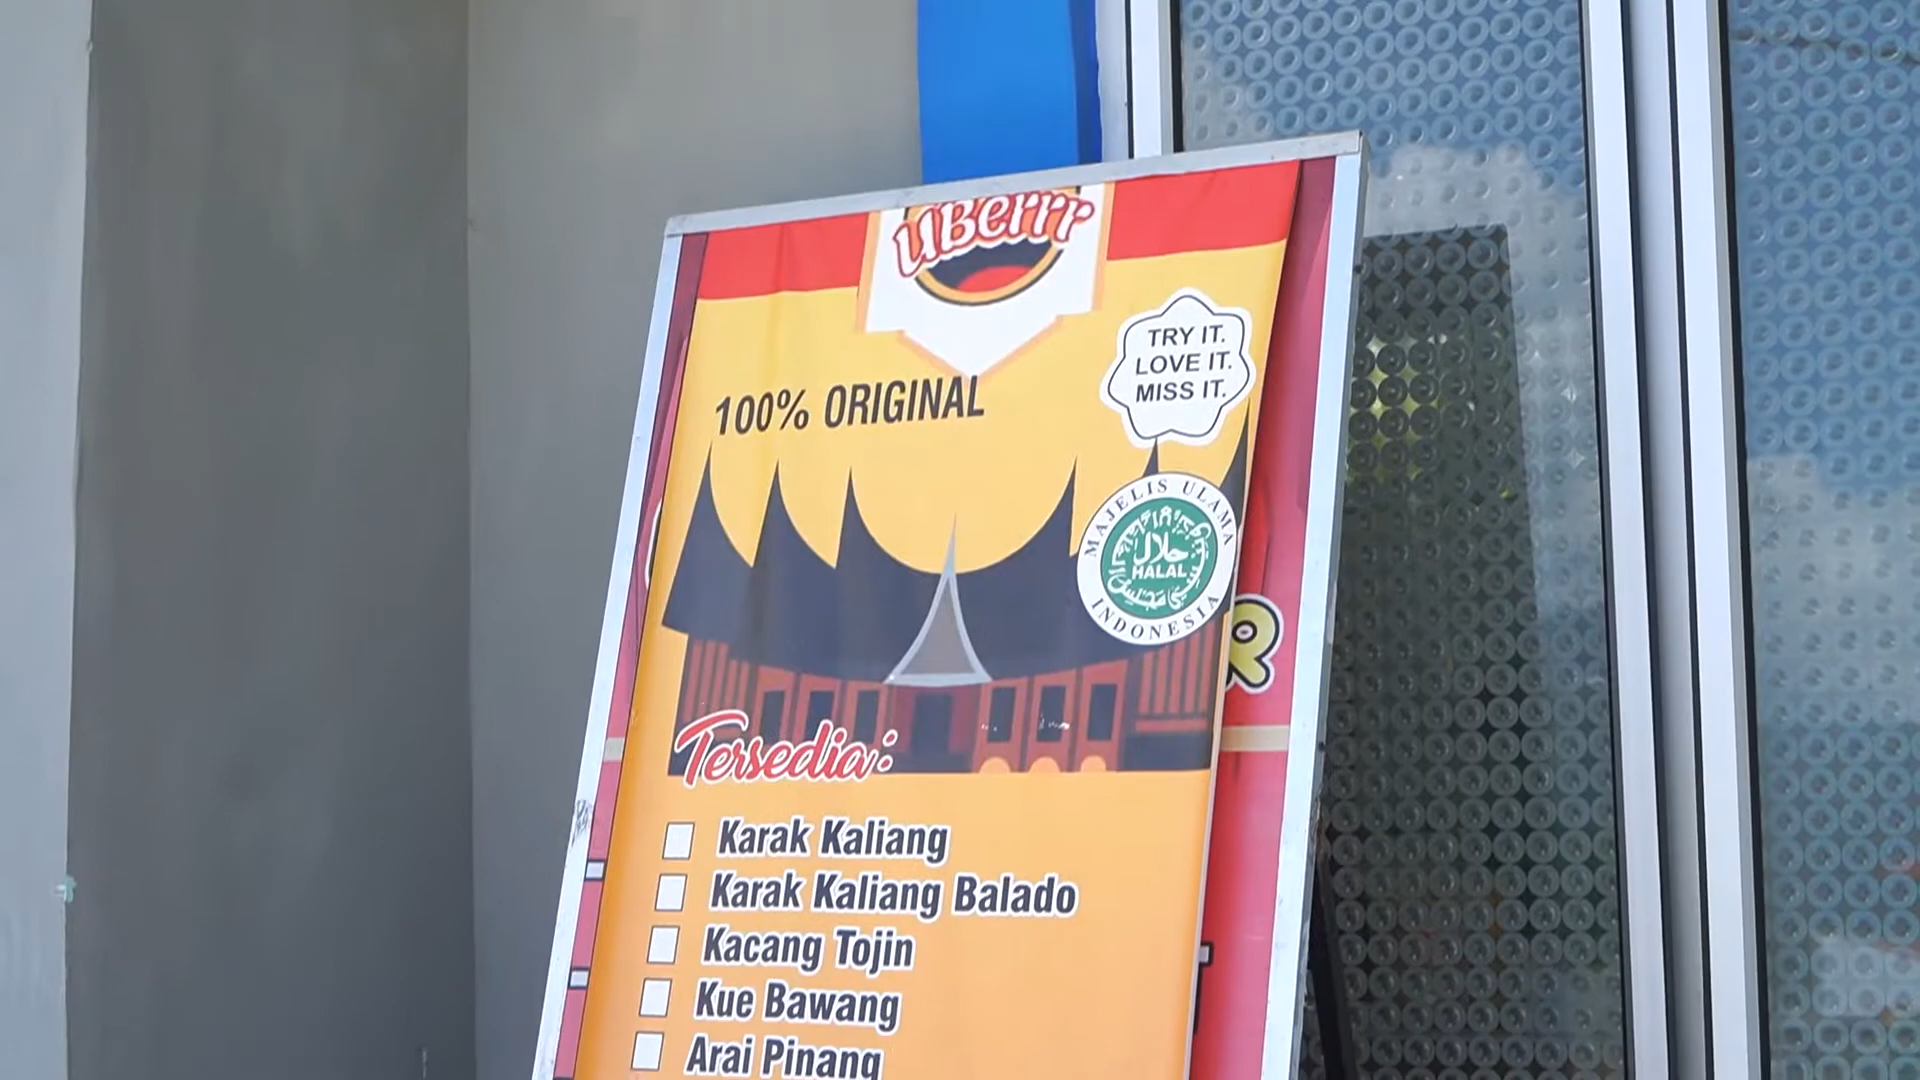 uBerrr
TRY IT.
LOVE IT.
MISS IT.
100% ORIGINAL
MAJELIS ULAMA
حلال
HALAL
INDONESIA
Tersedia:
Karak Kaliang
Karak Kaliang Balado
Kacang Tojin
Kue Bawang
Arai Pinang